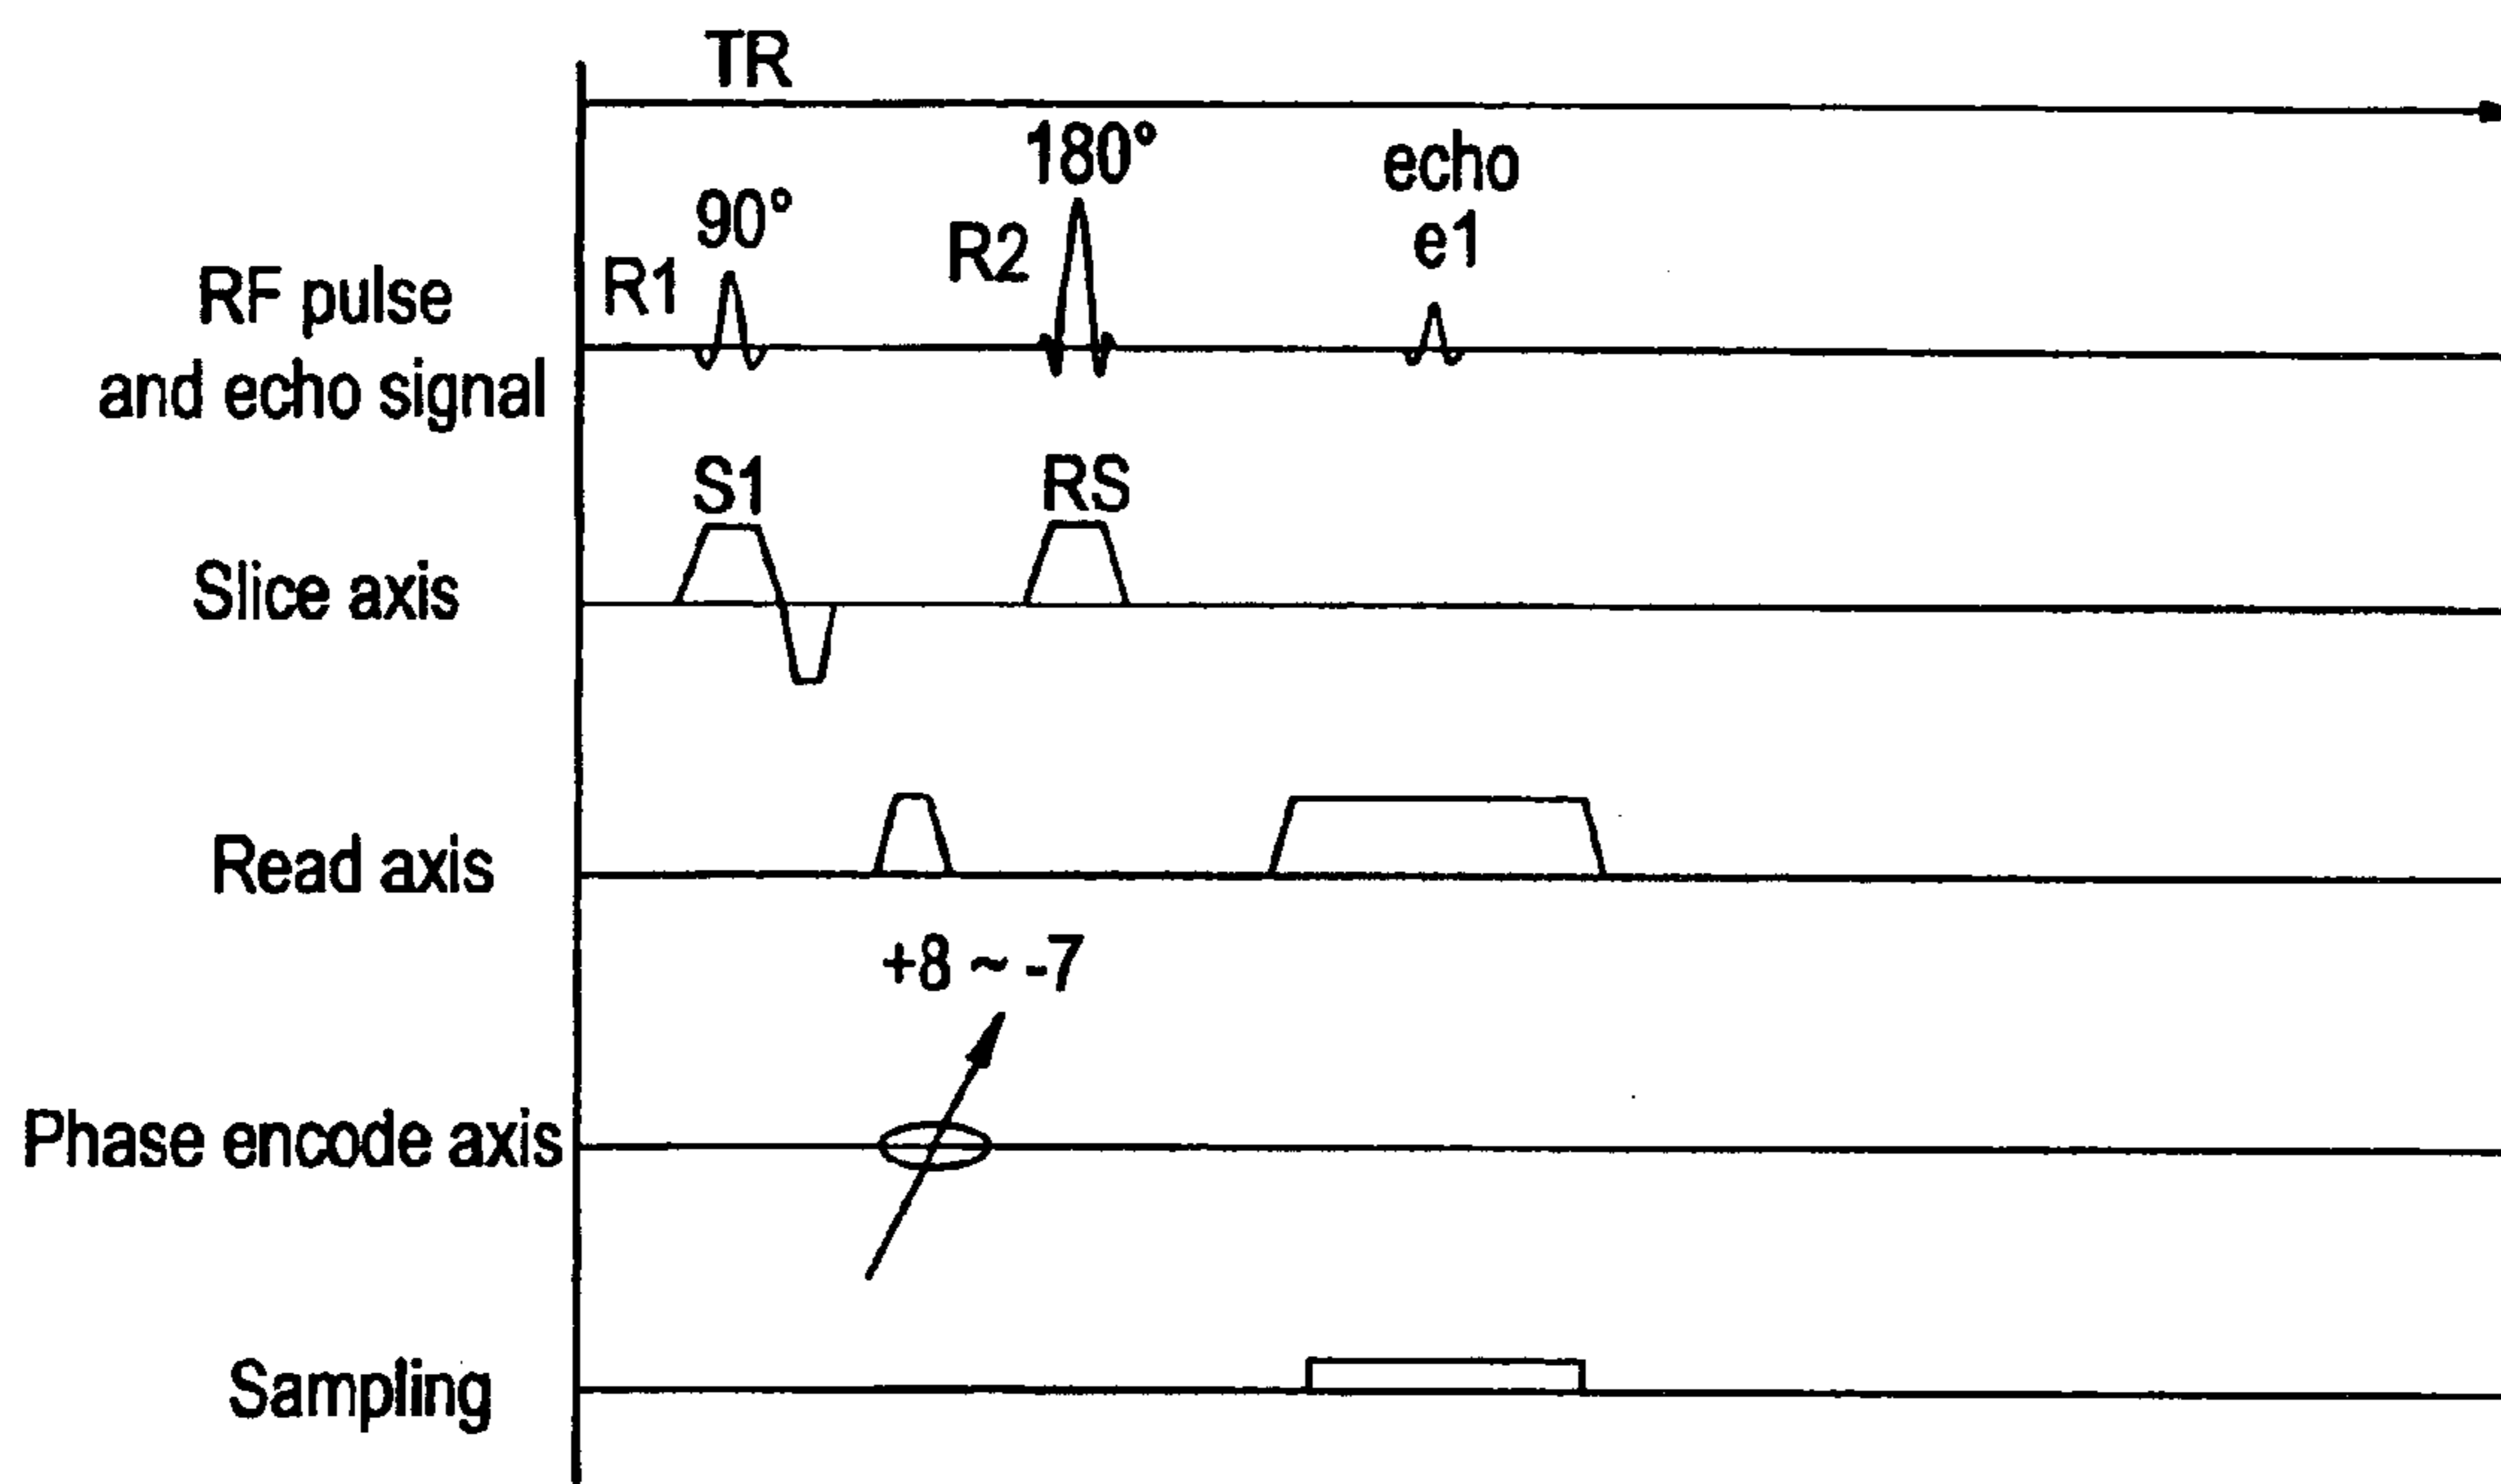 TR
180°
echo
90°
e1
R2
R1
RF pulse
and echo signal
S1
RS
Slice axis
Read axis
+8 ~ -7
Phase encode axis
Sampling